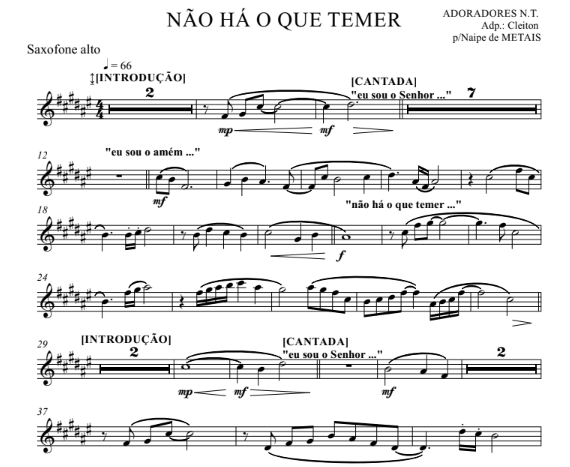 NÃO HÁ O QUE TEMER
ADORADORES N.T.
Adp.: Cleiton
p/Naipe de METAIS
Saxofone alto
♩ = 66
[INTRODUÇÃO]
[CANTADA]
2
"eu sou o Senhor ..."
7
4
4
mp
mf
12
"eu sou o amém ..."
mf
18
"não há o que temer ..."
f
24
29
[INTRODUÇÃO]
[CANTADA]
2
"eu sou o Senhor ..."
2
mp
mf
mf
37